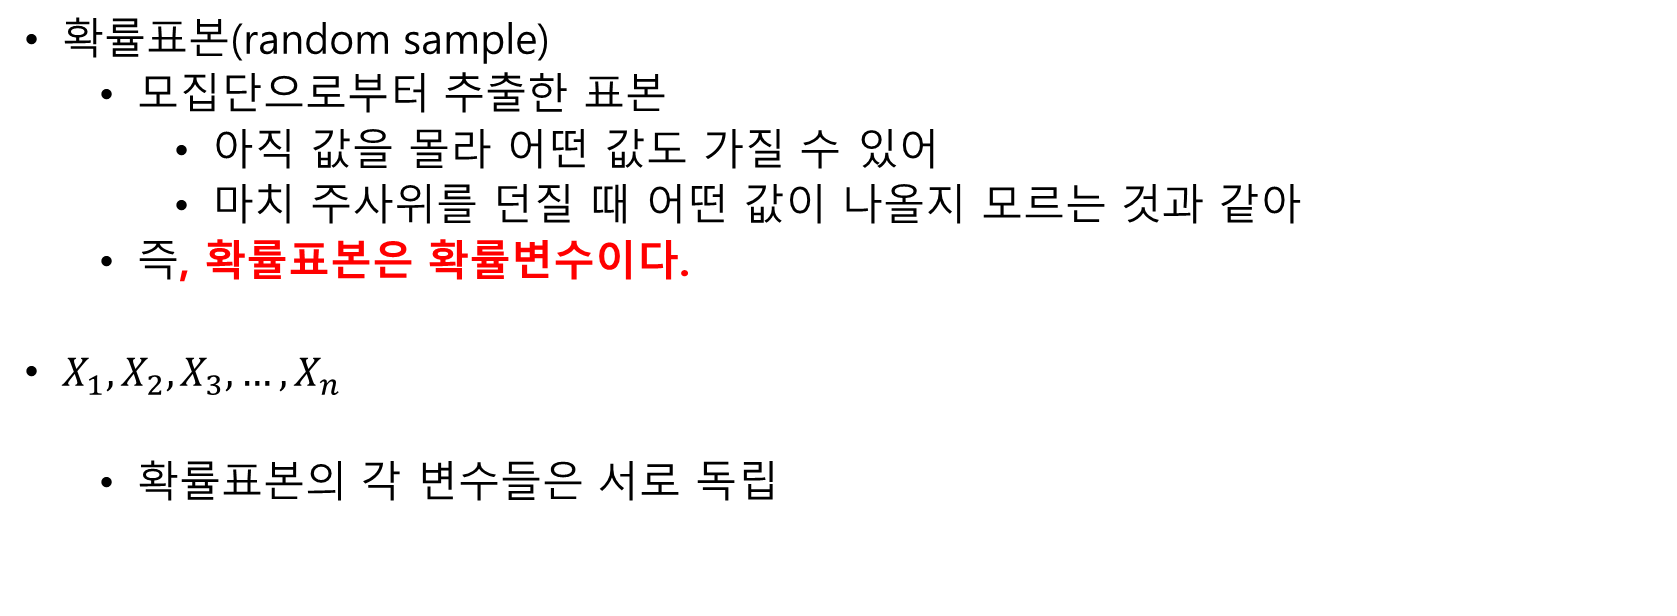 • 확률표본(random sample)
• 모집단으로부터 추출한 표본
• 아직 값을 몰라 어떤 값도 가질 수 있어
• 마치 주사위를 던질 때 어떤 값이 나올지 모르는 것과 같아
• 즉, 확률표본은 확률변수이다.
• X₁, X₂, X₃, … , Xₙ
• 확률표본의 각 변수들은 서로 독립